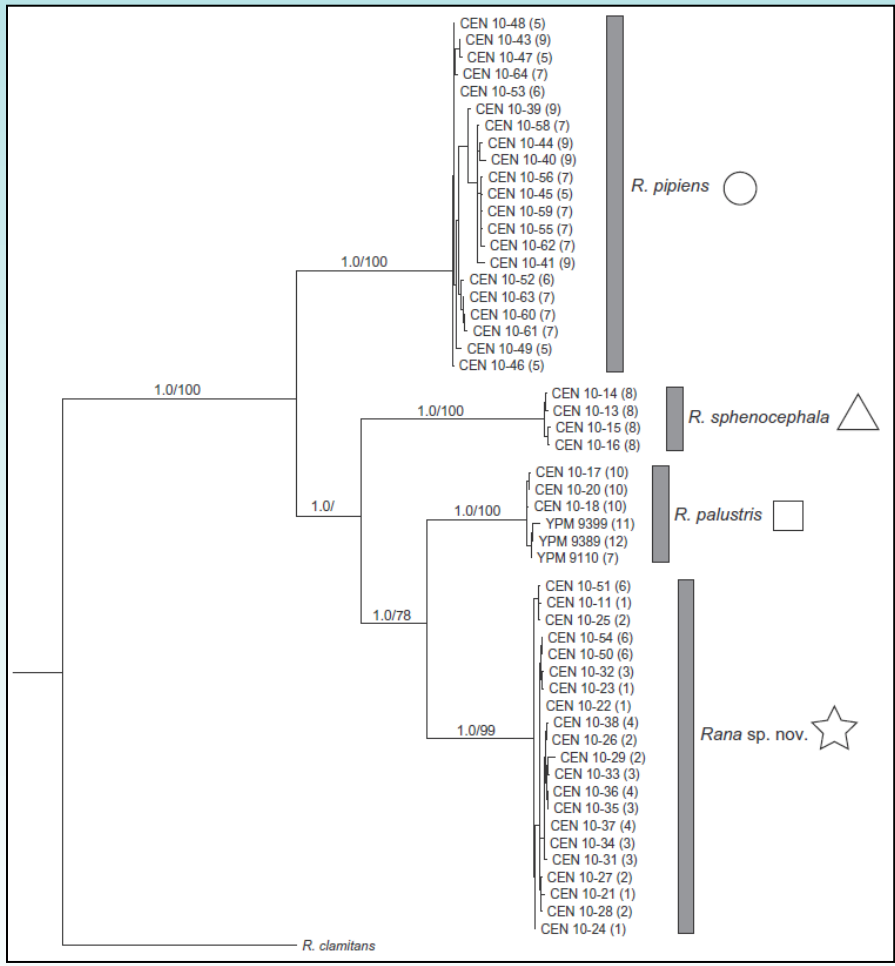 CEN 10-48 (5)
CEN 10-43 (9)
CEN 10-47 (5)
CEN 10-64 (7)
CEN 10-53 (6)
CEN 10-39 (9)
CEN 10-58 (7)
CEN 10-44 (9)
CEN 10-40 (9)
CEN 10-56 (7)
CEN 10-45 (5)
CEN 10-59 (7)
CEN 10-55 (7)
CEN 10-62 (7)
CEN 10-41 (9)
CEN 10-52 (6)
CEN 10-63 (7)
CEN 10-60 (7)
CEN 10-61 (7)
CEN 10-49 (5)
CEN 10-46 (5)
R. pipiens
1.0/100
1.0/100
CEN 10-14 (8)
CEN 10-13 (8)
CEN 10-15 (8)
CEN 10-16 (8)
R. sphenocephala
1.0/100
1.0/
CEN 10-17 (10)
CEN 10-20 (10)
CEN 10-18 (10)
YPM 9399 (11)
YPM 9389 (12)
YPM 9110 (7)
R. palustris
1.0/100
1.0/78
CEN 10-51 (6)
CEN 10-11 (1)
CEN 10-25 (2)
CEN 10-54 (6)
CEN 10-50 (6)
CEN 10-32 (3)
CEN 10-23 (1)
CEN 10-22 (1)
CEN 10-38 (4)
CEN 10-26 (2)
CEN 10-29 (2)
CEN 10-33 (3)
CEN 10-36 (4)
CEN 10-35 (3)
CEN 10-37 (4)
CEN 10-34 (3)
CEN 10-31 (3)
CEN 10-27 (2)
CEN 10-21 (1)
CEN 10-28 (2)
CEN 10-24 (1)
Rana sp. nov.
1.0/99
R. clamitans